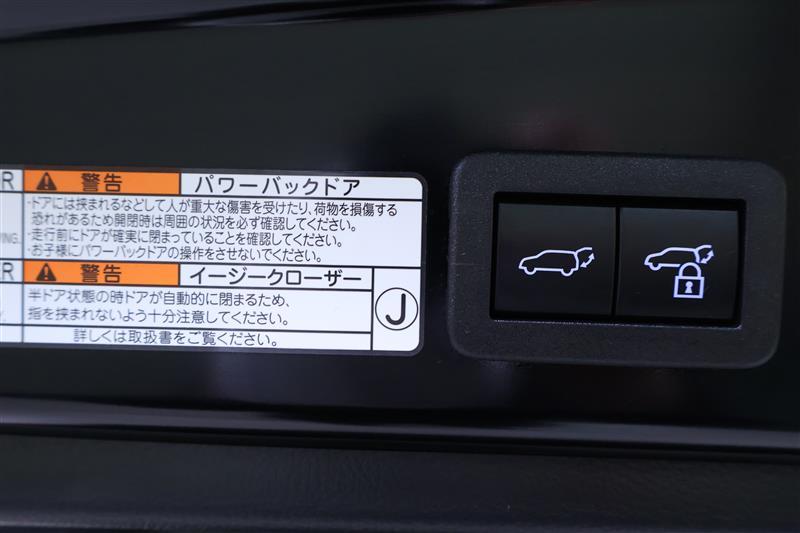 R ⚠警告 パワーバックドア
・ドアには挟まれるなどして人が重大な傷害を受けたり、荷物を損傷する
恐れがあるため開閉時は周囲の状況を必ず確認してください。
・走行前にドアが確実に閉まっていることを確認してください。
・お子様にパワーバックドアの操作をさせないでください。
ING.
R ⚠警告 イージークローザー
半ドア状態の時ドアが自動的に閉まるため、
指を挟まれないよう十分注意してください。
詳しくは取扱書をご覧ください。
J